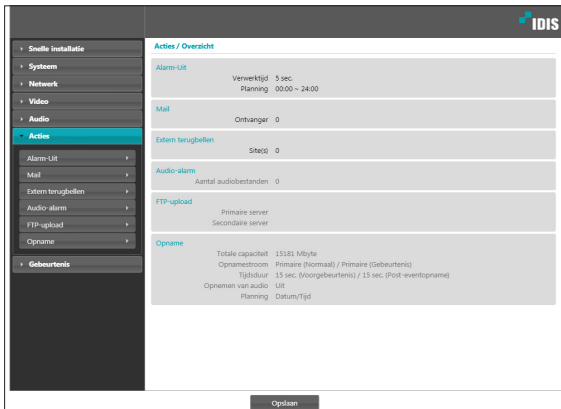 IDIS
Snelle installatie
Systeem
Netwerk
Video
Audio
Acties
Alarm-Uit
Mail
Extern terugbellen
Audio-alarm
FTP-upload
Opname
Gebeurtenis
Acties / Overzicht
Alarm-Uit
Verwerktijd 5 sec.
Planning 00:00 ~ 24:00
Mail
Ontvanger 0
Extern terugbellen
Site(s) 0
Audio-alarm
Aantal audiobestanden 0
FTP-upload
Primaire server
Secondaire server
Opname
Totale capaciteit 15181 Mbyte
Opnamestroom Primaire (Normaal) / Primaire (Gebeurtenis)
Tijdsduur 15 sec. (Voorgebeurtenis) / 15 sec. (Post-eventopname)
Opnemen van audio Uit
Planning Datum/Tijd
Opslaan